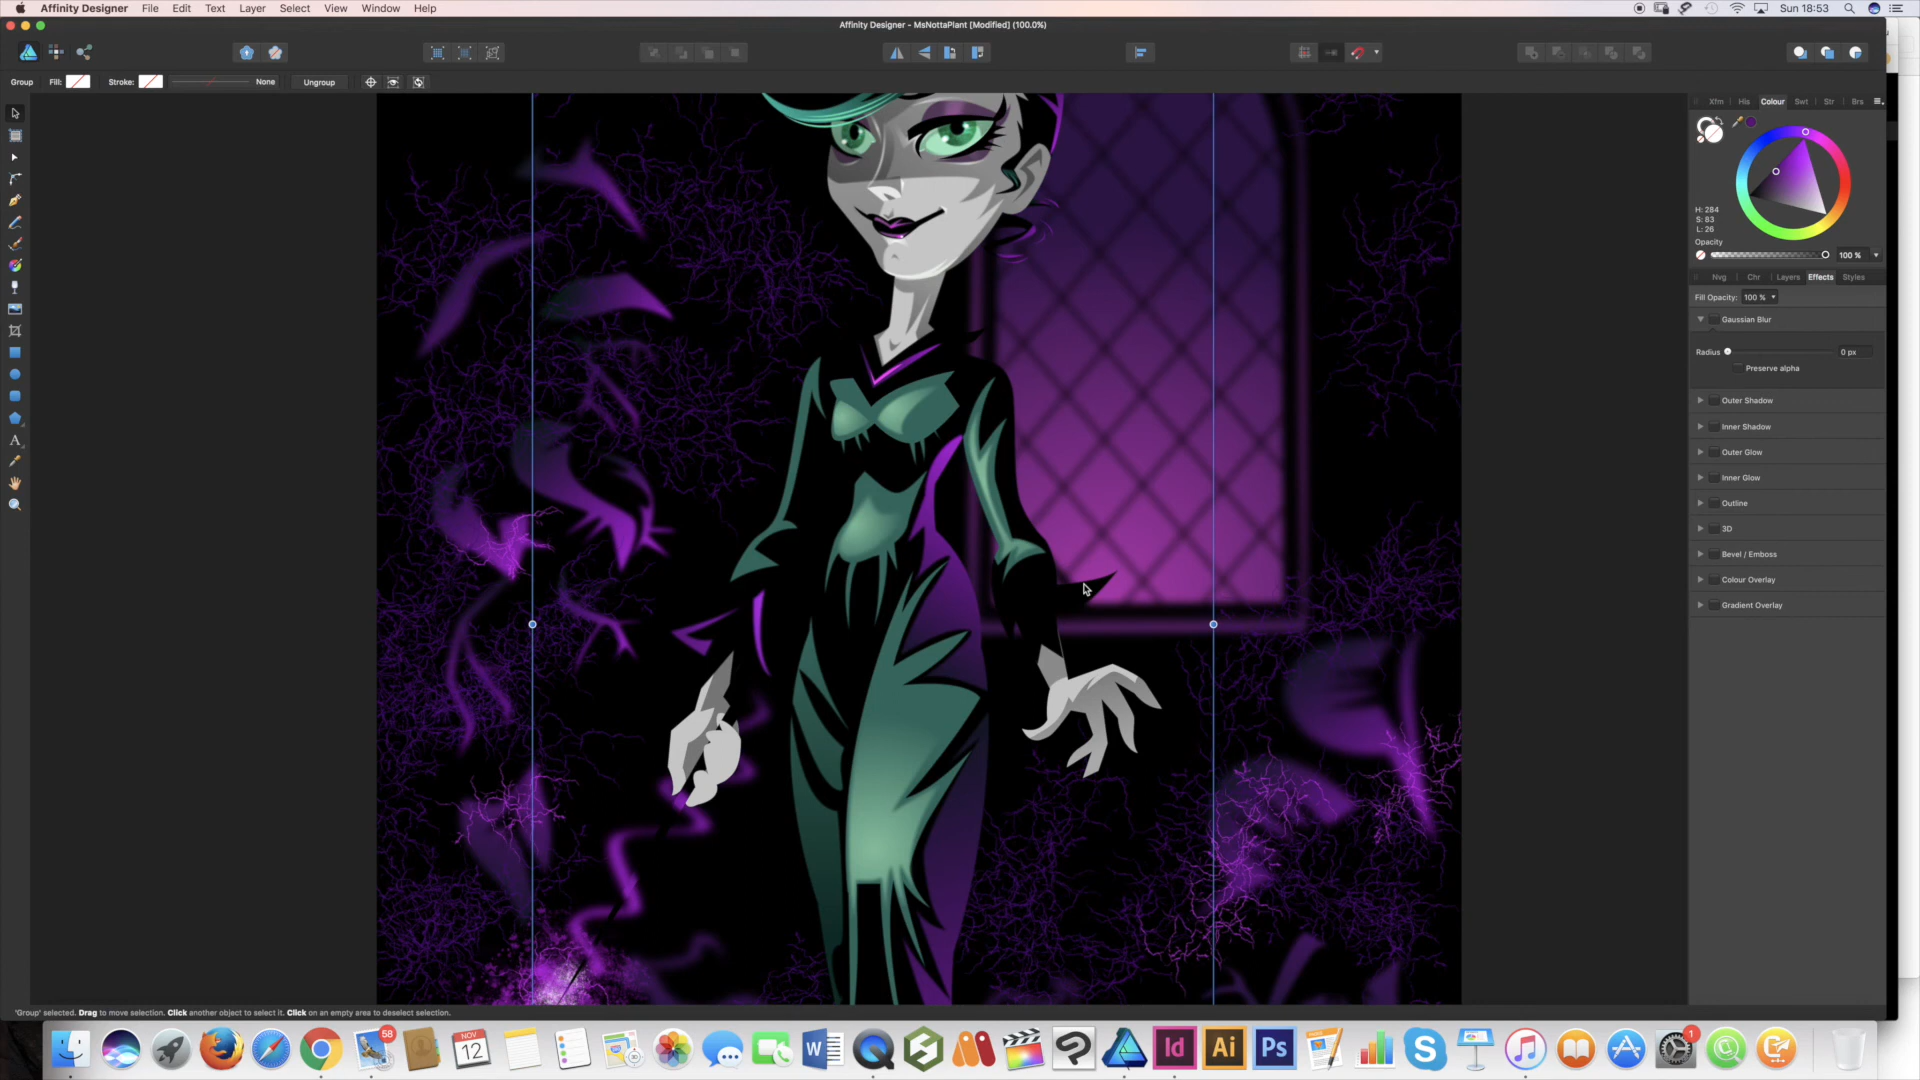 Affinity Designer File Edit Text Layer Select View Window Help Sun 18:53
Affinity Designer - MsNottaPlant [Modified] (100.0%)
Group Fill: Stroke: None Ungroup
Xfm His Colour Swt Str Brs
H: 284
S: 83
L: 26
Opacity
100 %
Nvg Chr Layers Effects Styles
Fill Opacity: 100 %
Gaussian Blur
Radius 0 px
Preserve alpha
Outer Shadow
Inner Shadow
Outer Glow
Inner Glow
Outline
3D
Bevel / Emboss
Colour Overlay
Gradient Overlay
'Group' selected. Drag to move selection. Click another object to select it. Click on an empty area to deselect selection.
58
NOV
12
W
Id
Ai
Ps
S
1